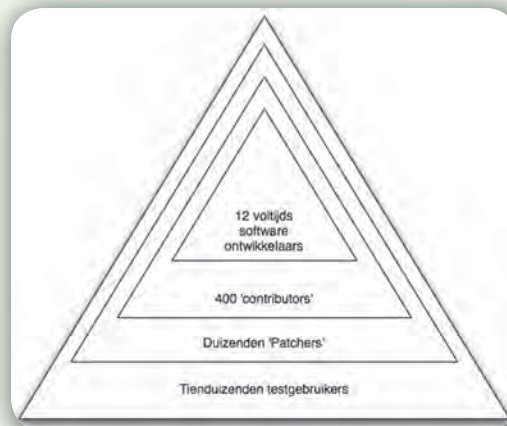 12 voltijds
software
ontwikkelaars
400 'contributors'
Duizenden 'Patchers'
Tienduizenden testgebruikers